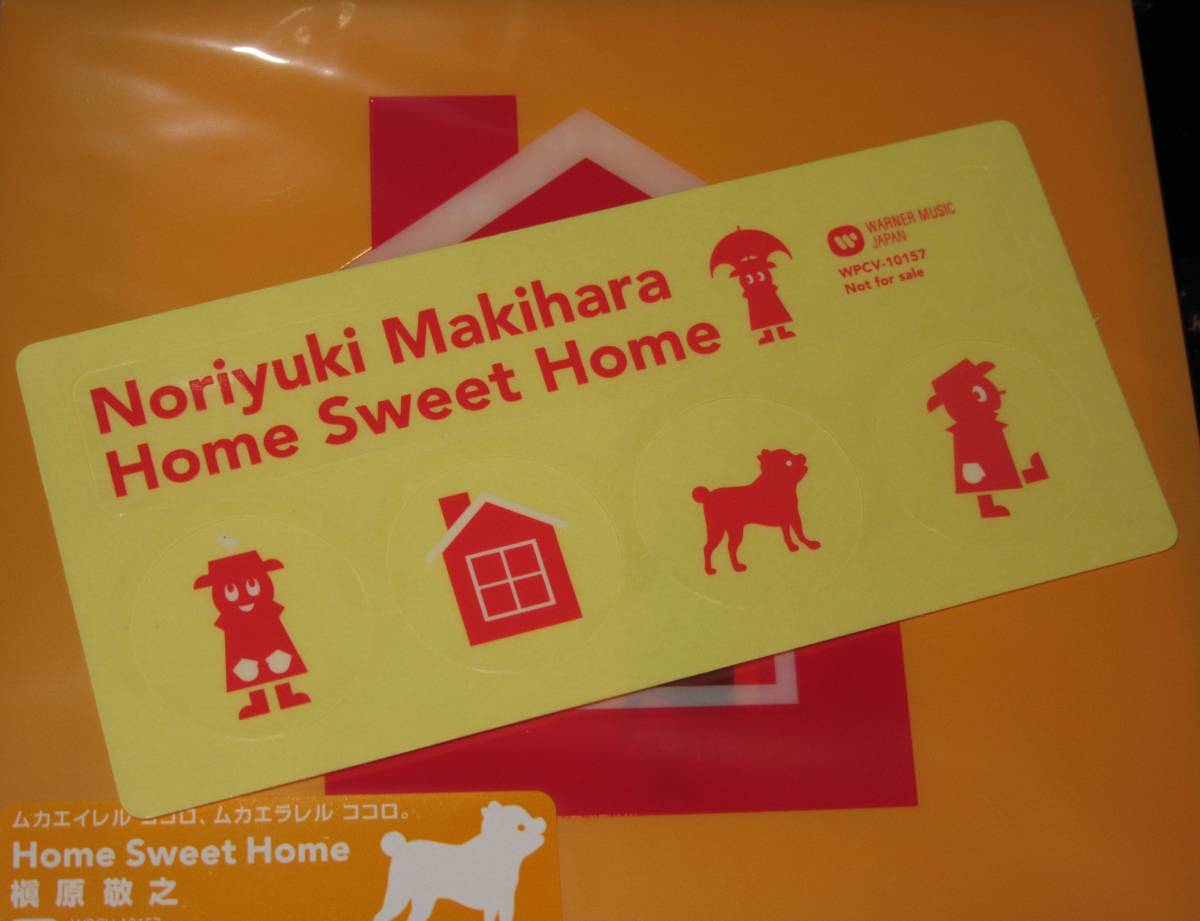 Noriyuki Makihara
Home Sweet Home
WARNER MUSIC
JAPAN
WPCV-10157
Not for sale
ムカエイレル ココロ、ムカエラレル ココロ。
Home Sweet Home
槇原敬之
WPCV-10157